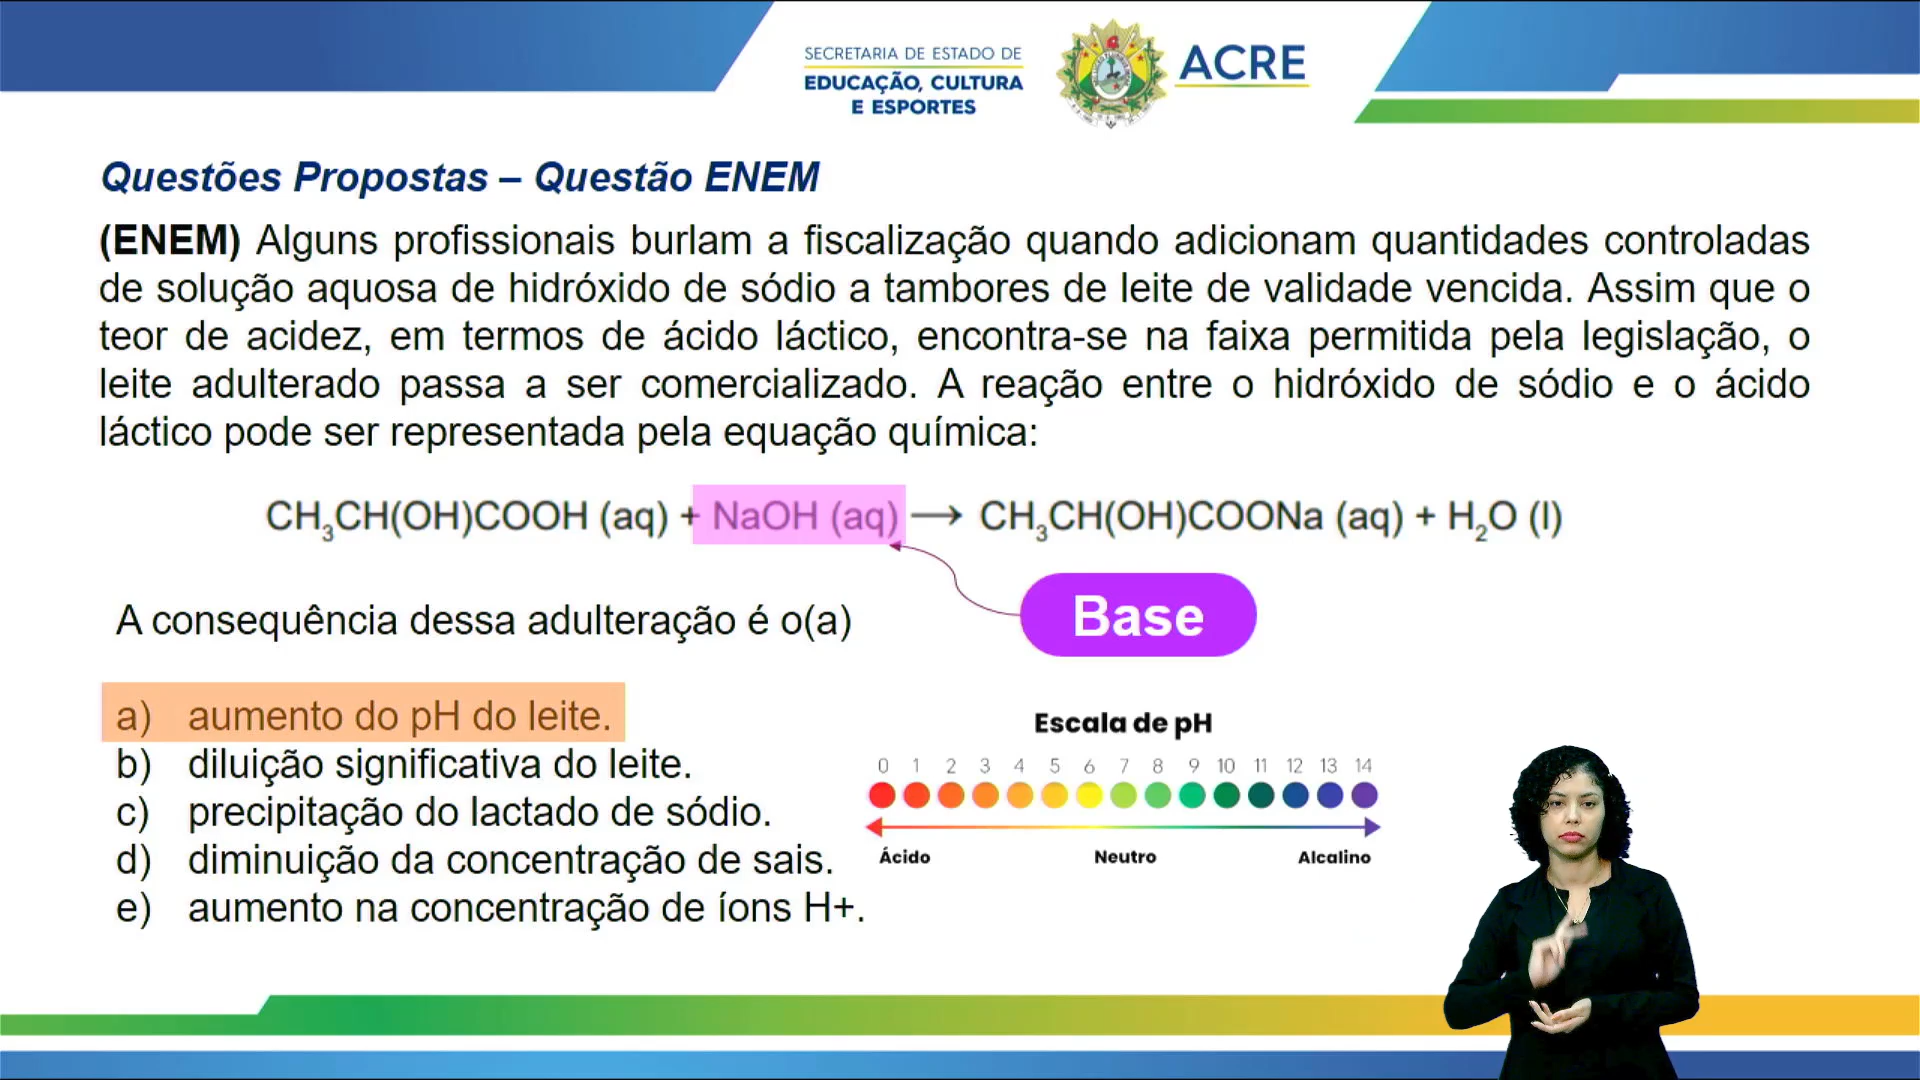 SECRETARIA DE ESTADO DE
EDUCAÇÃO, CULTURA
E ESPORTES
ACRE
Questões Propostas – Questão ENEM
(ENEM) Alguns profissionais burlam a fiscalização quando adicionam quantidades controladas
de solução aquosa de hidróxido de sódio a tambores de leite de validade vencida. Assim que o
teor de acidez, em termos de ácido láctico, encontra-se na faixa permitida pela legislação, o
leite adulterado passa a ser comercializado. A reação entre o hidróxido de sódio e o ácido
láctico pode ser representada pela equação química:
CH₃CH(OH)COOH (aq) + NaOH (aq) ⟶ CH₃CH(OH)COONa (aq) + H₂O (l)
Base
A consequência dessa adulteração é o(a)
a) aumento do pH do leite.
b) diluição significativa do leite.
c) precipitação do lactado de sódio.
d) diminuição da concentração de sais.
e) aumento na concentração de íons H+.
Escala de pH
0 1 2 3 4 5 6 7 8 9 10 11 12 13 14
Ácido Neutro Alcalino